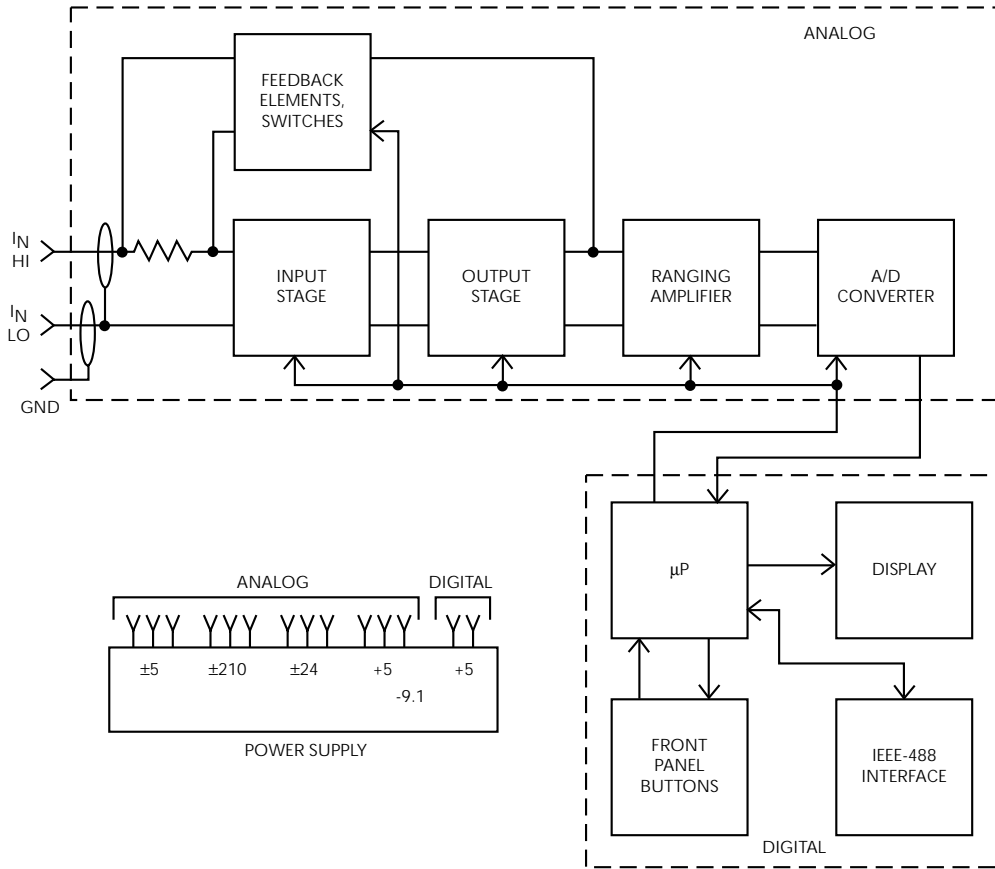 ANALOG
FEEDBACK
ELEMENTS,
SWITCHES
IN
HI
INPUT
STAGE
OUTPUT
STAGE
RANGING
AMPLIFIER
A/D
CONVERTER
IN
LO
GND
µP
DISPLAY
ANALOG
DIGITAL
±5
±210
±24
+5
+5
-9.1
POWER SUPPLY
FRONT
PANEL
BUTTONS
IEEE-488
INTERFACE
DIGITAL